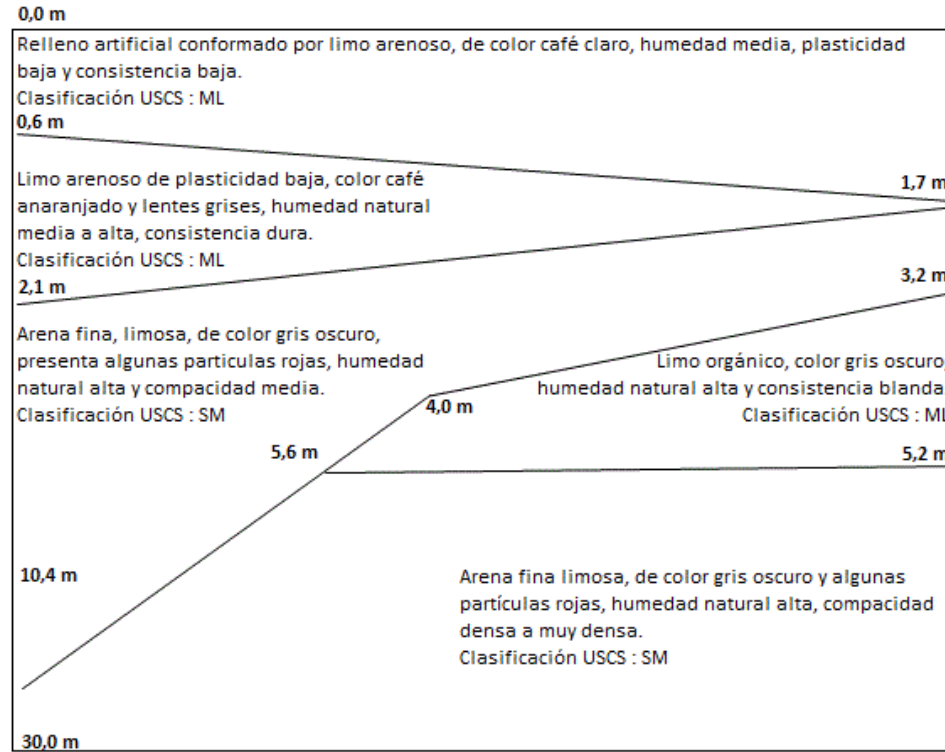 0,0 m
Relleno artificial conformado por limo arenoso, de color café claro, humedad media, plasticidad
baja y consistencia baja.
Clasificación USCS : ML
0,6 m
Limo arenoso de plasticidad baja, color café
anaranjado y lentes grises, humedad natural
media a alta, consistencia dura.
Clasificación USCS : ML
1,7 m
2,1 m
3,2 m
Arena fina, limosa, de color gris oscuro,
presenta algunas particulas rojas, humedad
natural alta y compacidad media.
Clasificación USCS : SM
Limo orgánico, color gris oscuro,
humedad natural alta y consistencia blanda.
Clasificación USCS : ML
4,0 m
5,6 m
5,2 m
10,4 m
Arena fina limosa, de color gris oscuro y algunas
partículas rojas, humedad natural alta, compacidad
densa a muy densa.
Clasificación USCS : SM
30,0 m